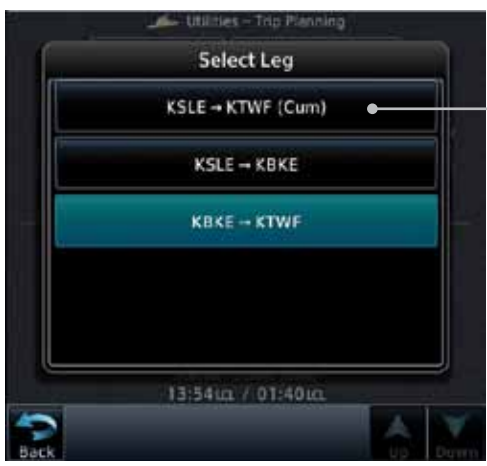 Utilities – Trip Planning
Select Leg
KSLE → KTWF (Cum)
KSLE → KBKE
KBKE → KTWF
13:54LCL / 01:40LCL
Back
Up
Down